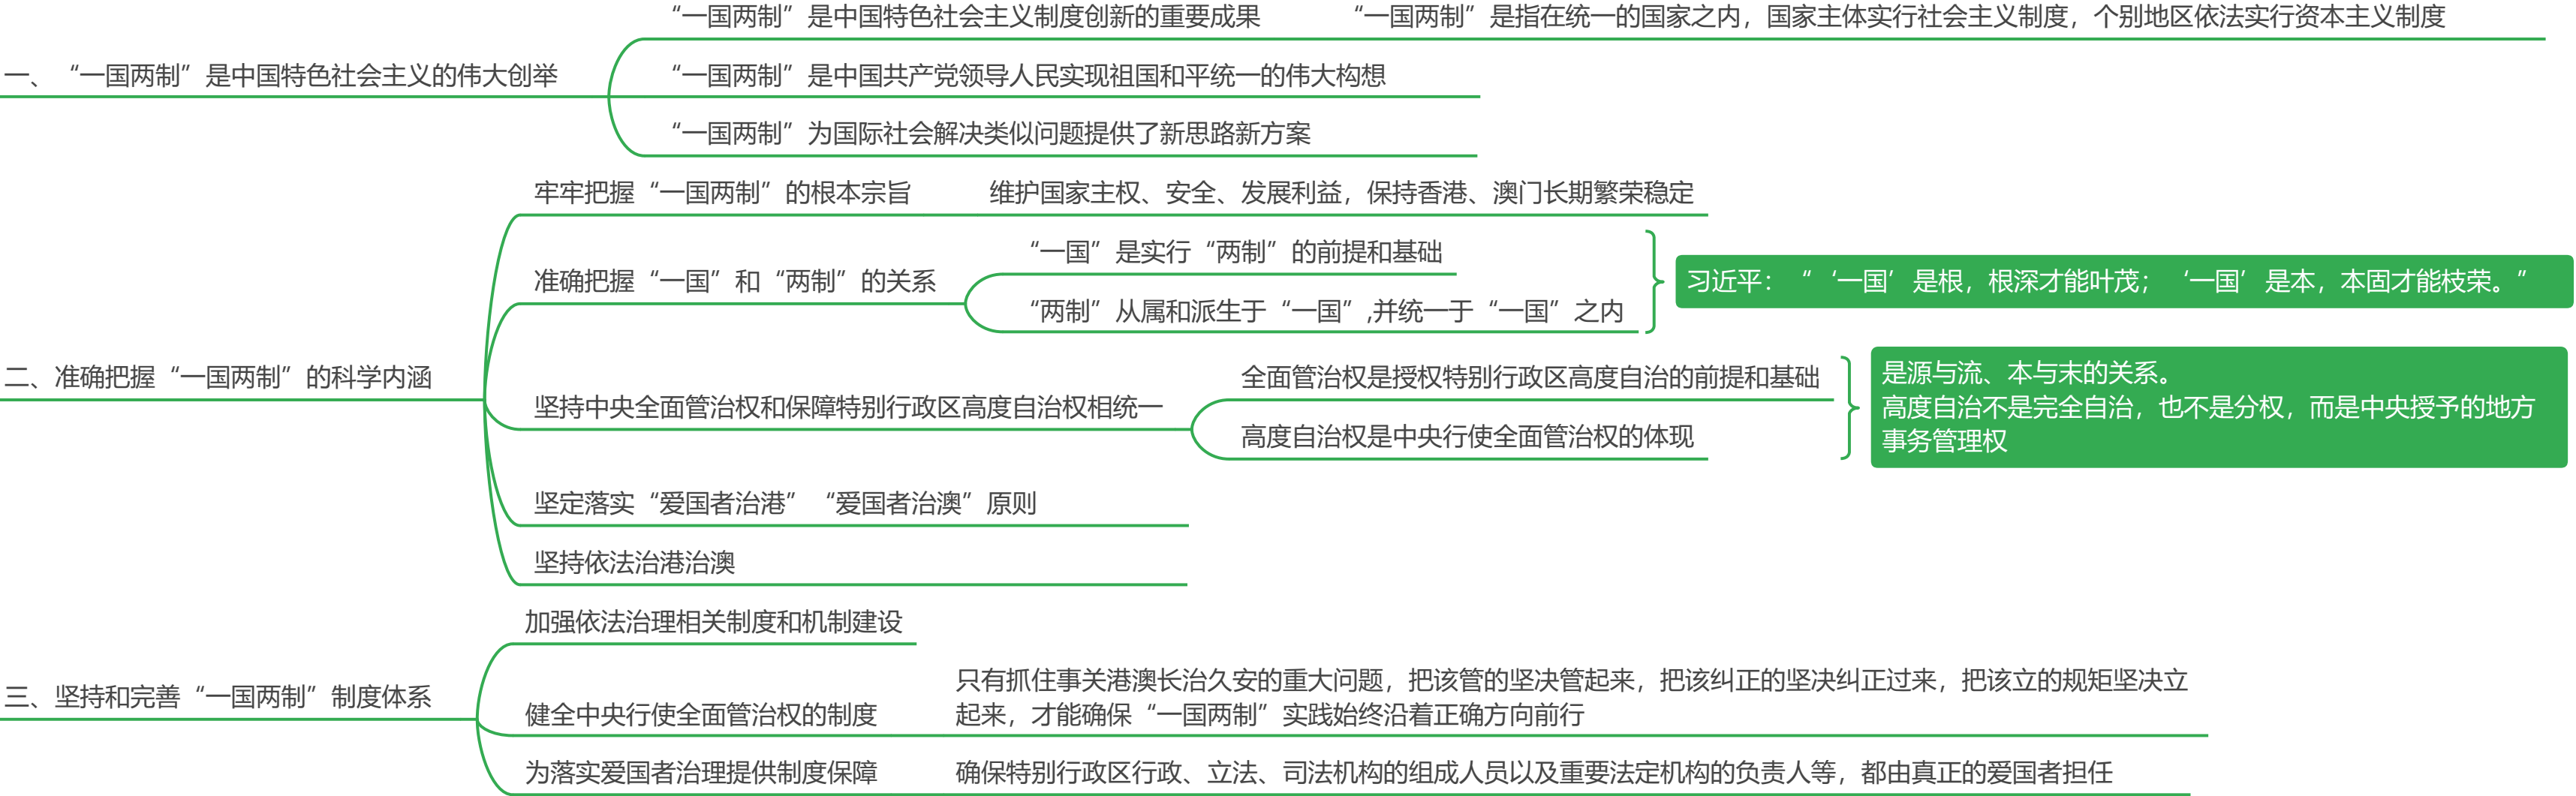 一、“一国两制”是中国特色社会主义的伟大创举
“一国两制”是中国特色社会主义制度创新的重要成果
“一国两制”是指在统一的国家之内，国家主体实行社会主义制度，个别地区依法实行资本主义制度
“一国两制”是中国共产党领导人民实现祖国和平统一的伟大构想
“一国两制”为国际社会解决类似问题提供了新思路新方案
二、准确把握“一国两制”的科学内涵
牢牢把握“一国两制”的根本宗旨
维护国家主权、安全、发展利益，保持香港、澳门长期繁荣稳定
准确把握“一国”和“两制”的关系
“一国”是实行“两制”的前提和基础
“两制”从属和派生于“一国”,并统一于“一国”之内
习近平：“‘一国’是根，根深才能叶茂；‘一国’是本，本固才能枝荣。”
坚持中央全面管治权和保障特别行政区高度自治权相统一
全面管治权是授权特别行政区高度自治的前提和基础
高度自治权是中央行使全面管治权的体现
是源与流、本与末的关系。
高度自治不是完全自治，也不是分权，而是中央授予的地方
事务管理权
坚定落实“爱国者治港”“爱国者治澳”原则
坚持依法治港治澳
三、坚持和完善“一国两制”制度体系
加强依法治理相关制度和机制建设
健全中央行使全面管治权的制度
只有抓住事关港澳长治久安的重大问题，把该管的坚决管起来，把该纠正的坚决纠正过来，把该立的规矩坚决立
起来，才能确保“一国两制”实践始终沿着正确方向前行
为落实爱国者治理提供制度保障
确保特别行政区行政、立法、司法机构的组成人员以及重要法定机构的负责人等，都由真正的爱国者担任